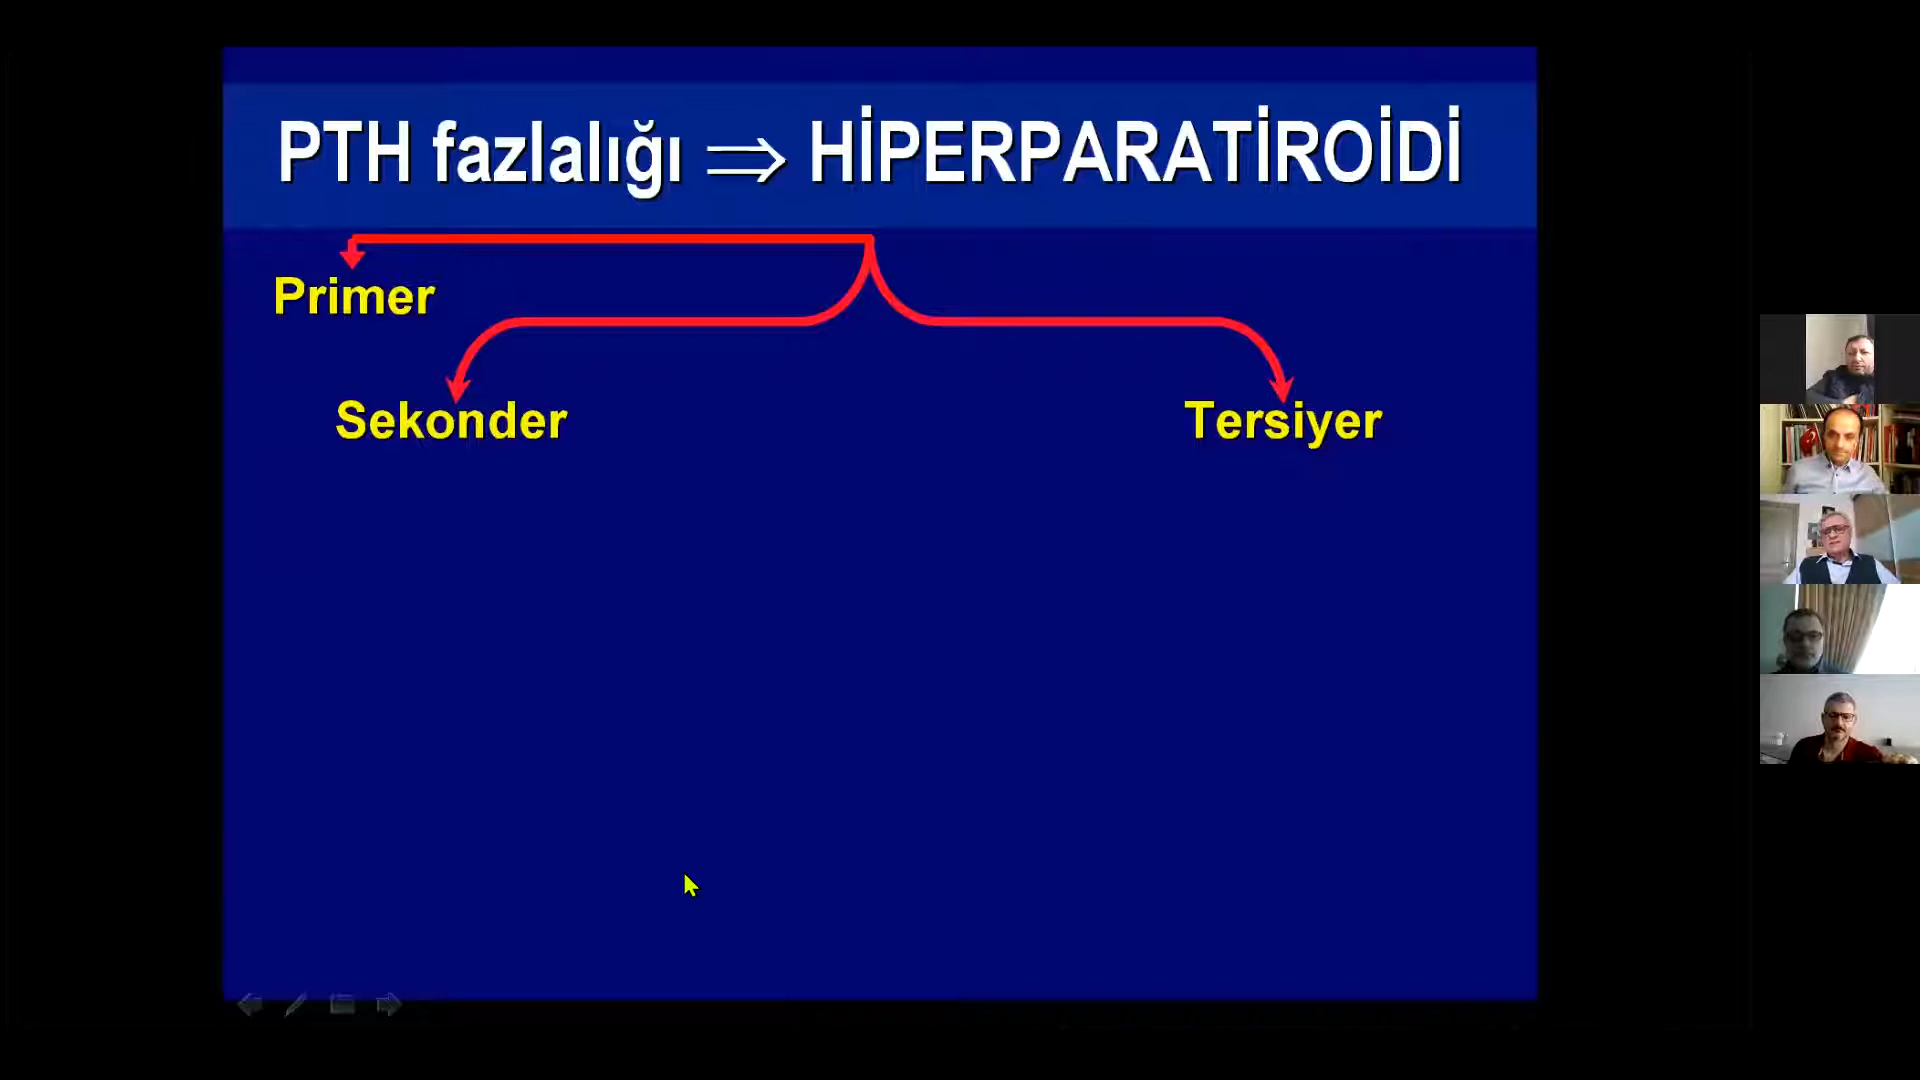 PTH fazlalığı ⇒ HİPERPARATİROİDİ
Primer
Sekonder
Tersiyer